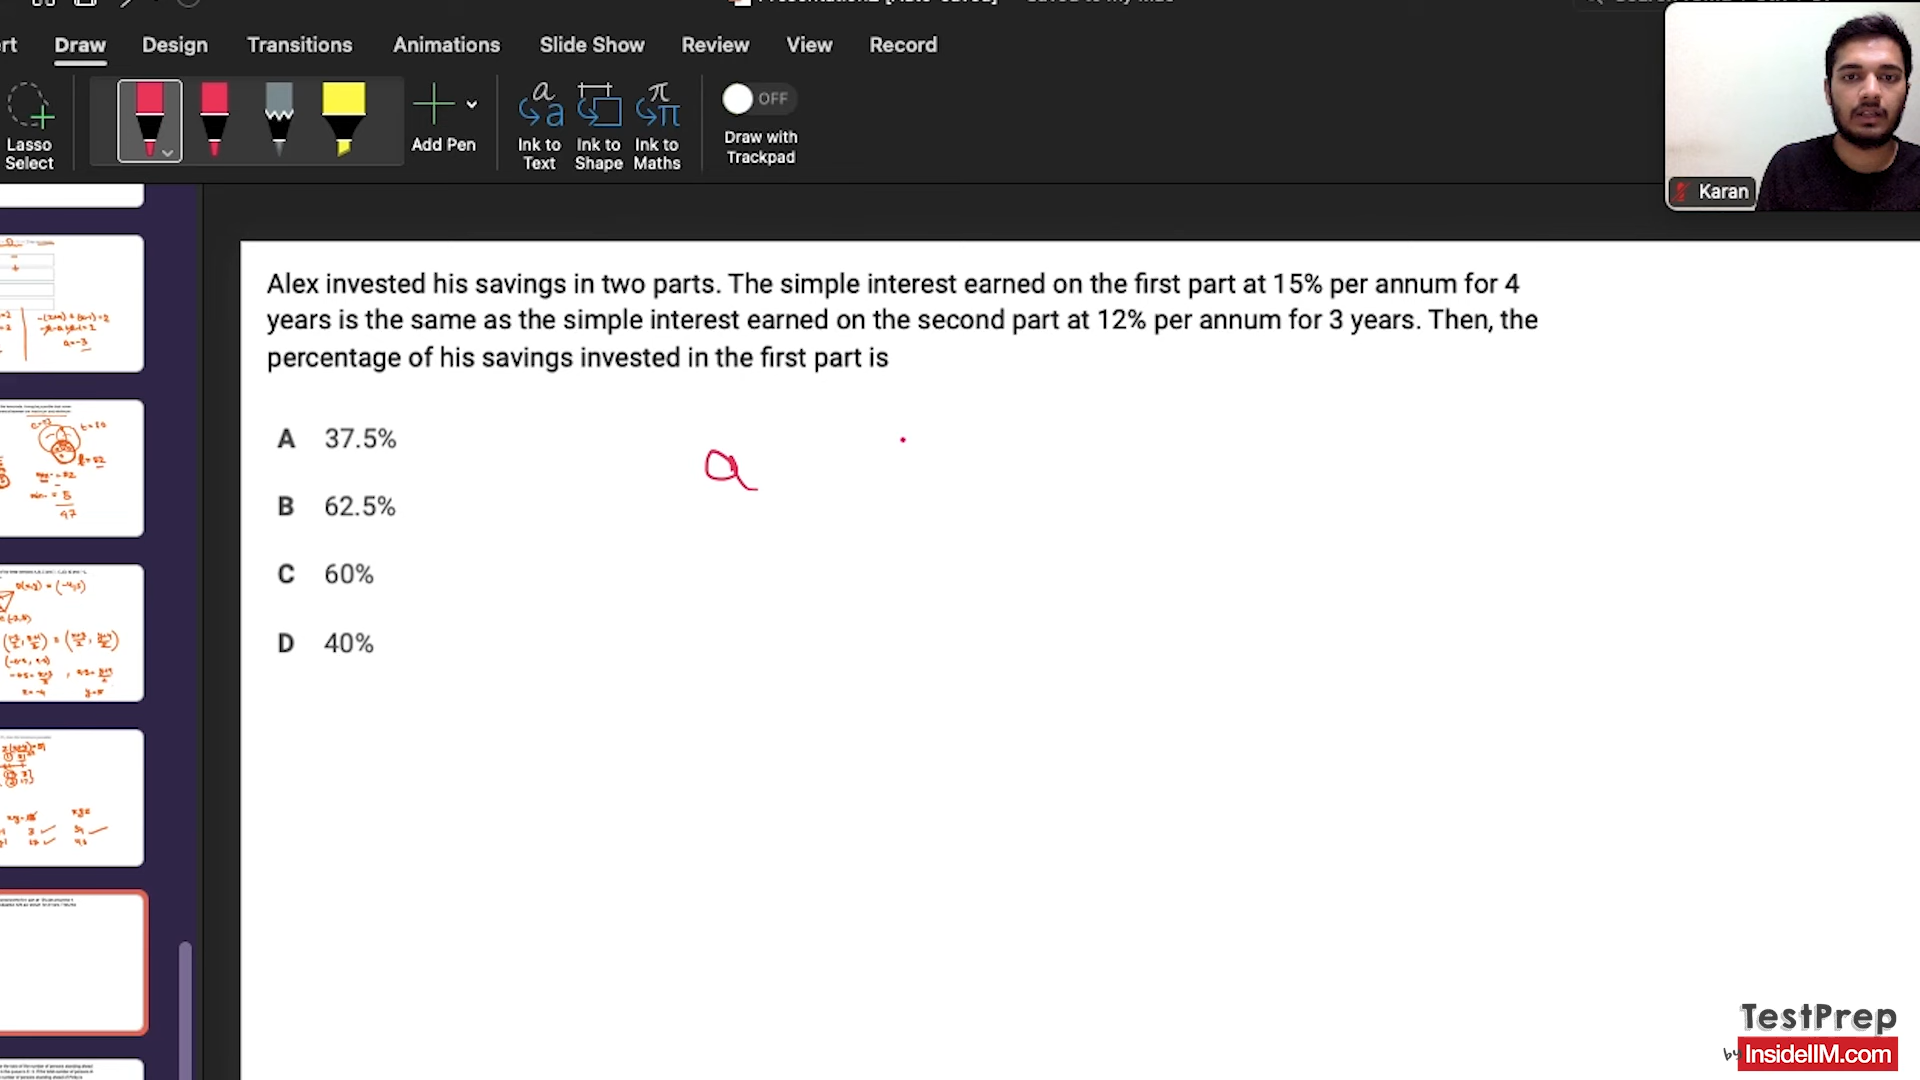 Draw Design Transitions Animations Slide Show Review View Record
Lasso Select
Add Pen
Ink to Text
Ink to Shape
Ink to Maths
OFF
Draw with Trackpad
Karan
Alex invested his savings in two parts. The simple interest earned on the first part at 15% per annum for 4
years is the same as the simple interest earned on the second part at 12% per annum for 3 years. Then, the
percentage of his savings invested in the first part is
A 37.5%
B 62.5%
C 60%
D 40%
a
TestPrep
by InsideIIM.com